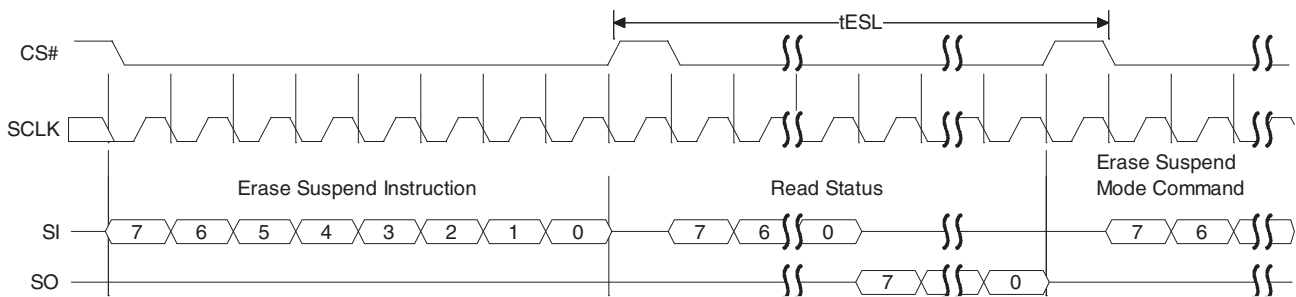 tESL
CS#
SCLK
Erase Suspend Instruction
Read Status
Erase Suspend
Mode Command
SI 7 6 5 4 3 2 1 0 7 6 0 7 6
SO 7 0